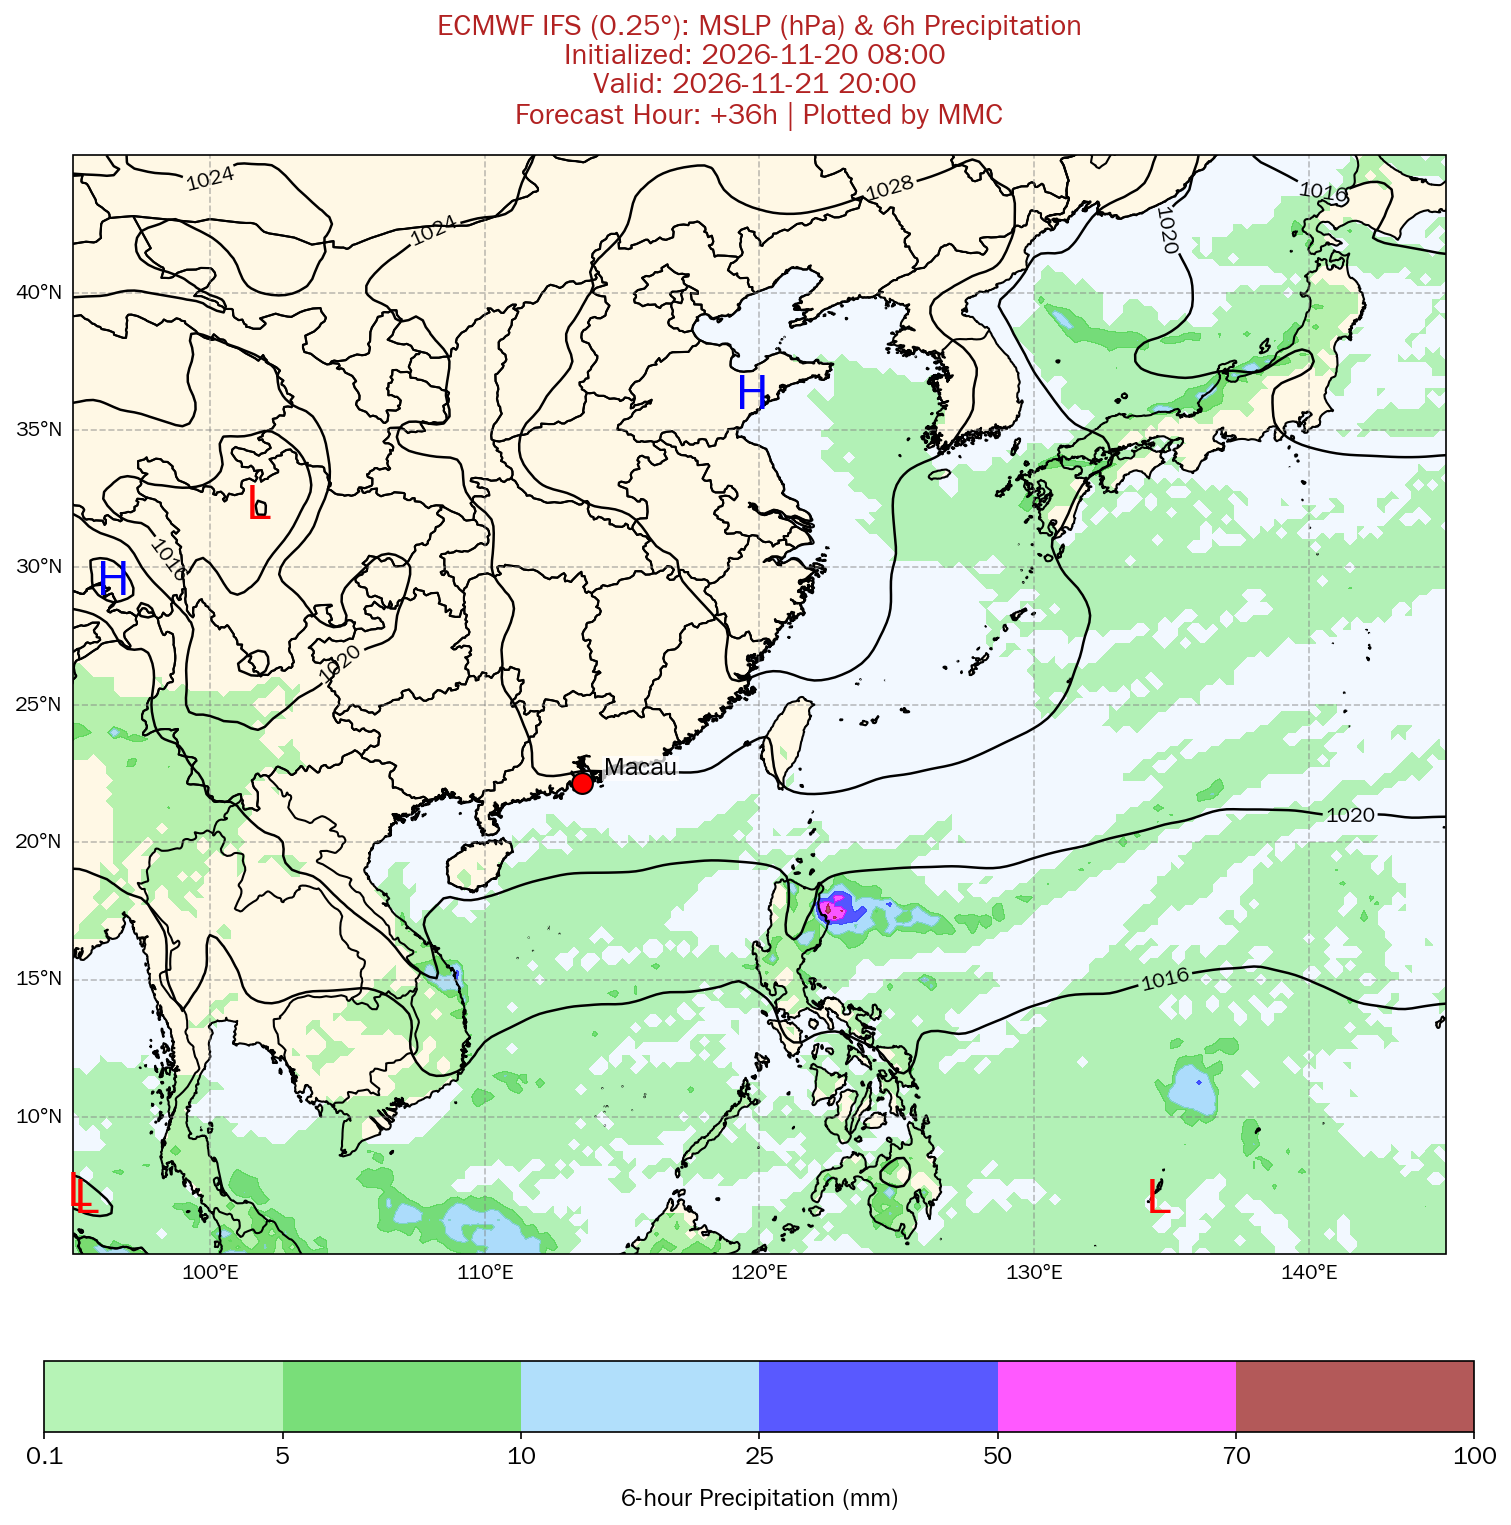 ECMWF IFS (0.25°): MSLP (hPa) & 6h Precipitation
Initialized: 2026-11-20 08:00
Valid: 2026-11-21 20:00
Forecast Hour: +36h | Plotted by MMC
1024
1028
1016
1024
1020
40°N
H
35°N
L
1016
30°N
H
1020
25°N
Macau
1020
20°N
15°N
1016
10°N
L
L
L
100°E 110°E 120°E 130°E 140°E
0.1 5 10 25 50 70 100
6-hour Precipitation (mm)